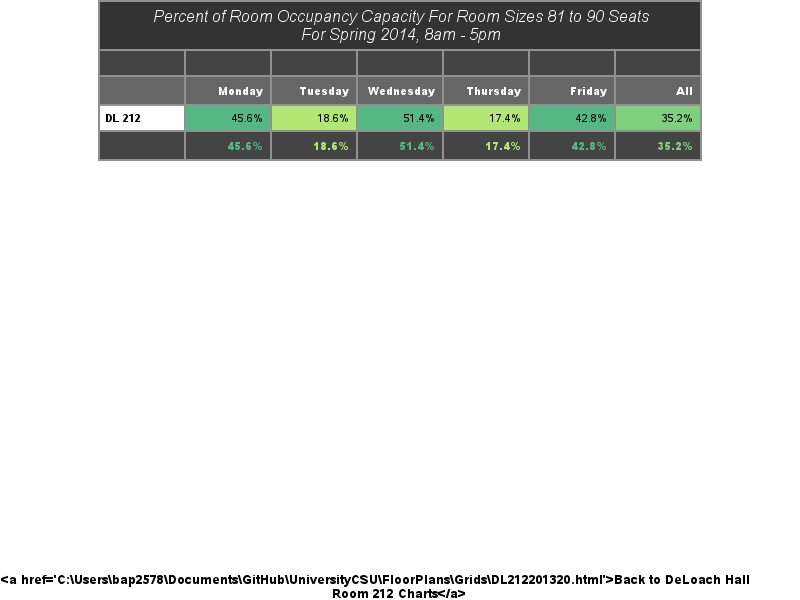 Percent of Room Occupancy Capacity For Room Sizes 81 to 90 Seats
For Spring 2014, 8am - 5pm
Monday Tuesday Wednesday Thursday Friday All
DL 212 45.6% 18.6% 51.4% 17.4% 42.8% 35.2%
45.6% 18.6% 51.4% 17.4% 42.8% 35.2%
<a href='C:\Users\bap2578\Documents\GitHub\UniversityCSU\FloorPlans\Grids\DL212201320.html'>Back to DeLoach Hall
Room 212 Charts</a>